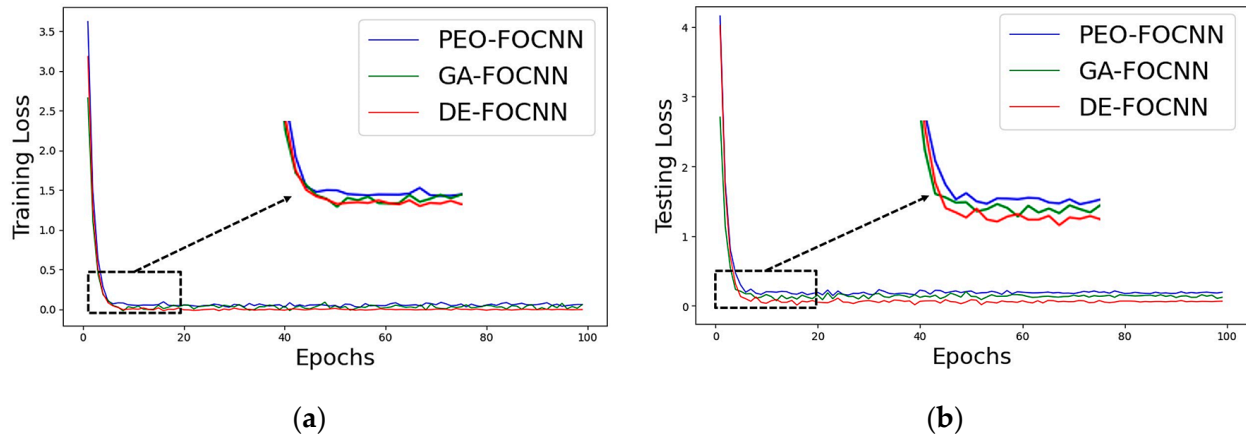 PEO-FOCNN
GA-FOCNN
DE-FOCNN
Training Loss
3.5
3.0
2.5
2.0
1.5
1.0
0.5
0.0
0
20
40
60
80
100
Epochs
(a)
PEO-FOCNN
GA-FOCNN
DE-FOCNN
Testing Loss
4
3
2
1
0
0
20
40
60
80
100
Epochs
(b)